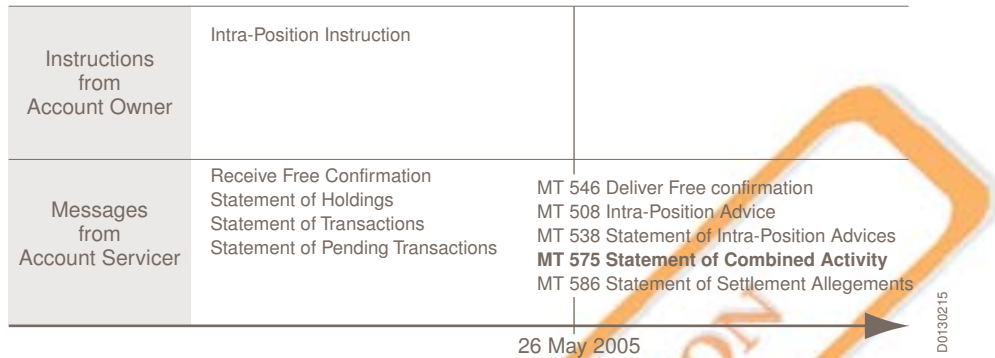 Instructions
from
Account Owner
Intra-Position Instruction
Messages
from
Account Servicer
Receive Free Confirmation
Statement of Holdings
Statement of Transactions
Statement of Pending Transactions
MT 546 Deliver Free confirmation
MT 508 Intra-Position Advice
MT 538 Statement of Intra-Position Advices
MT 575 Statement of Combined Activity
MT 586 Statement of Settlement Allegements
26 May 2005
D0130215
ON